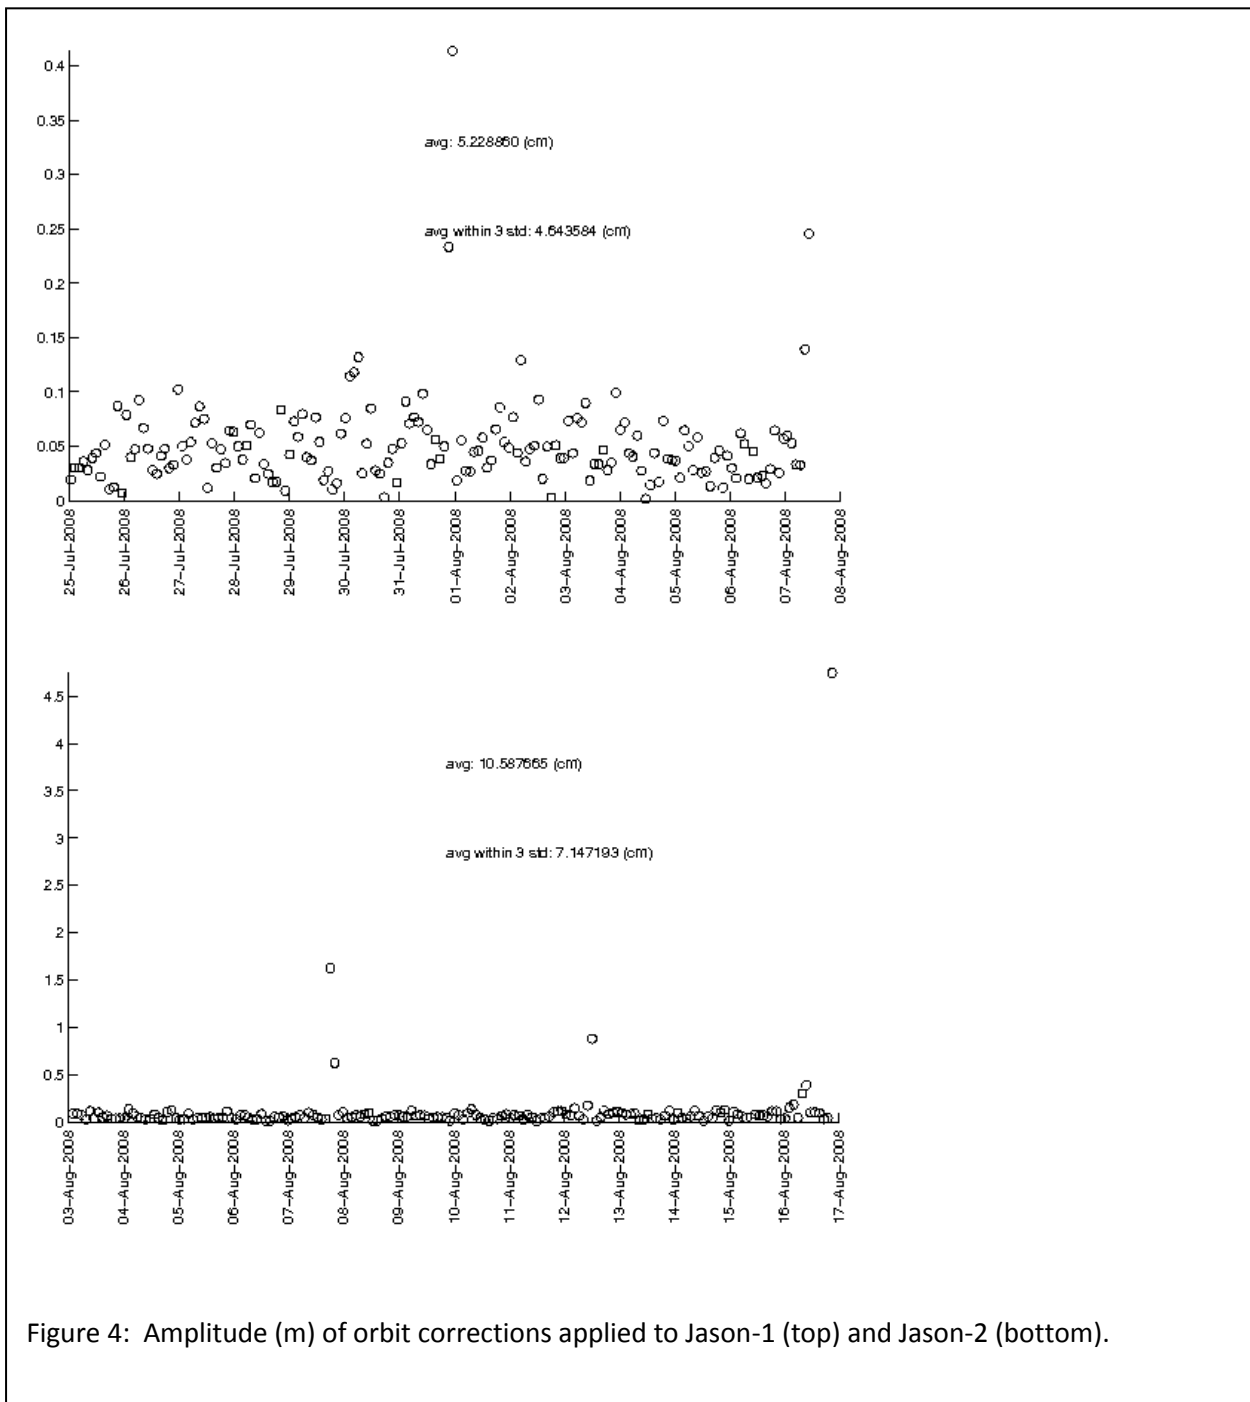 0.4
0.35
avg: 5.228860 (cm)
0.3
0.25
avg within 3 std: 4.643584 (cm)
0.2
0.15
0.1
0.05
0
25-Jul-2008
26-Jul-2008
27-Jul-2008
28-Jul-2008
29-Jul-2008
30-Jul-2008
31-Jul-2008
01-Aug-2008
02-Aug-2008
03-Aug-2008
04-Aug-2008
05-Aug-2008
06-Aug-2008
07-Aug-2008
08-Aug-2008
4.5
4
avg: 10.587665 (cm)
3.5
3
avg within 3 std: 7.147193 (cm)
2.5
2
1.5
1
0.5
0
03-Aug-2008
04-Aug-2008
05-Aug-2008
06-Aug-2008
07-Aug-2008
08-Aug-2008
09-Aug-2008
10-Aug-2008
11-Aug-2008
12-Aug-2008
13-Aug-2008
14-Aug-2008
15-Aug-2008
16-Aug-2008
17-Aug-2008
Figure 4:  Amplitude (m) of orbit corrections applied to Jason-1 (top) and Jason-2 (bottom).